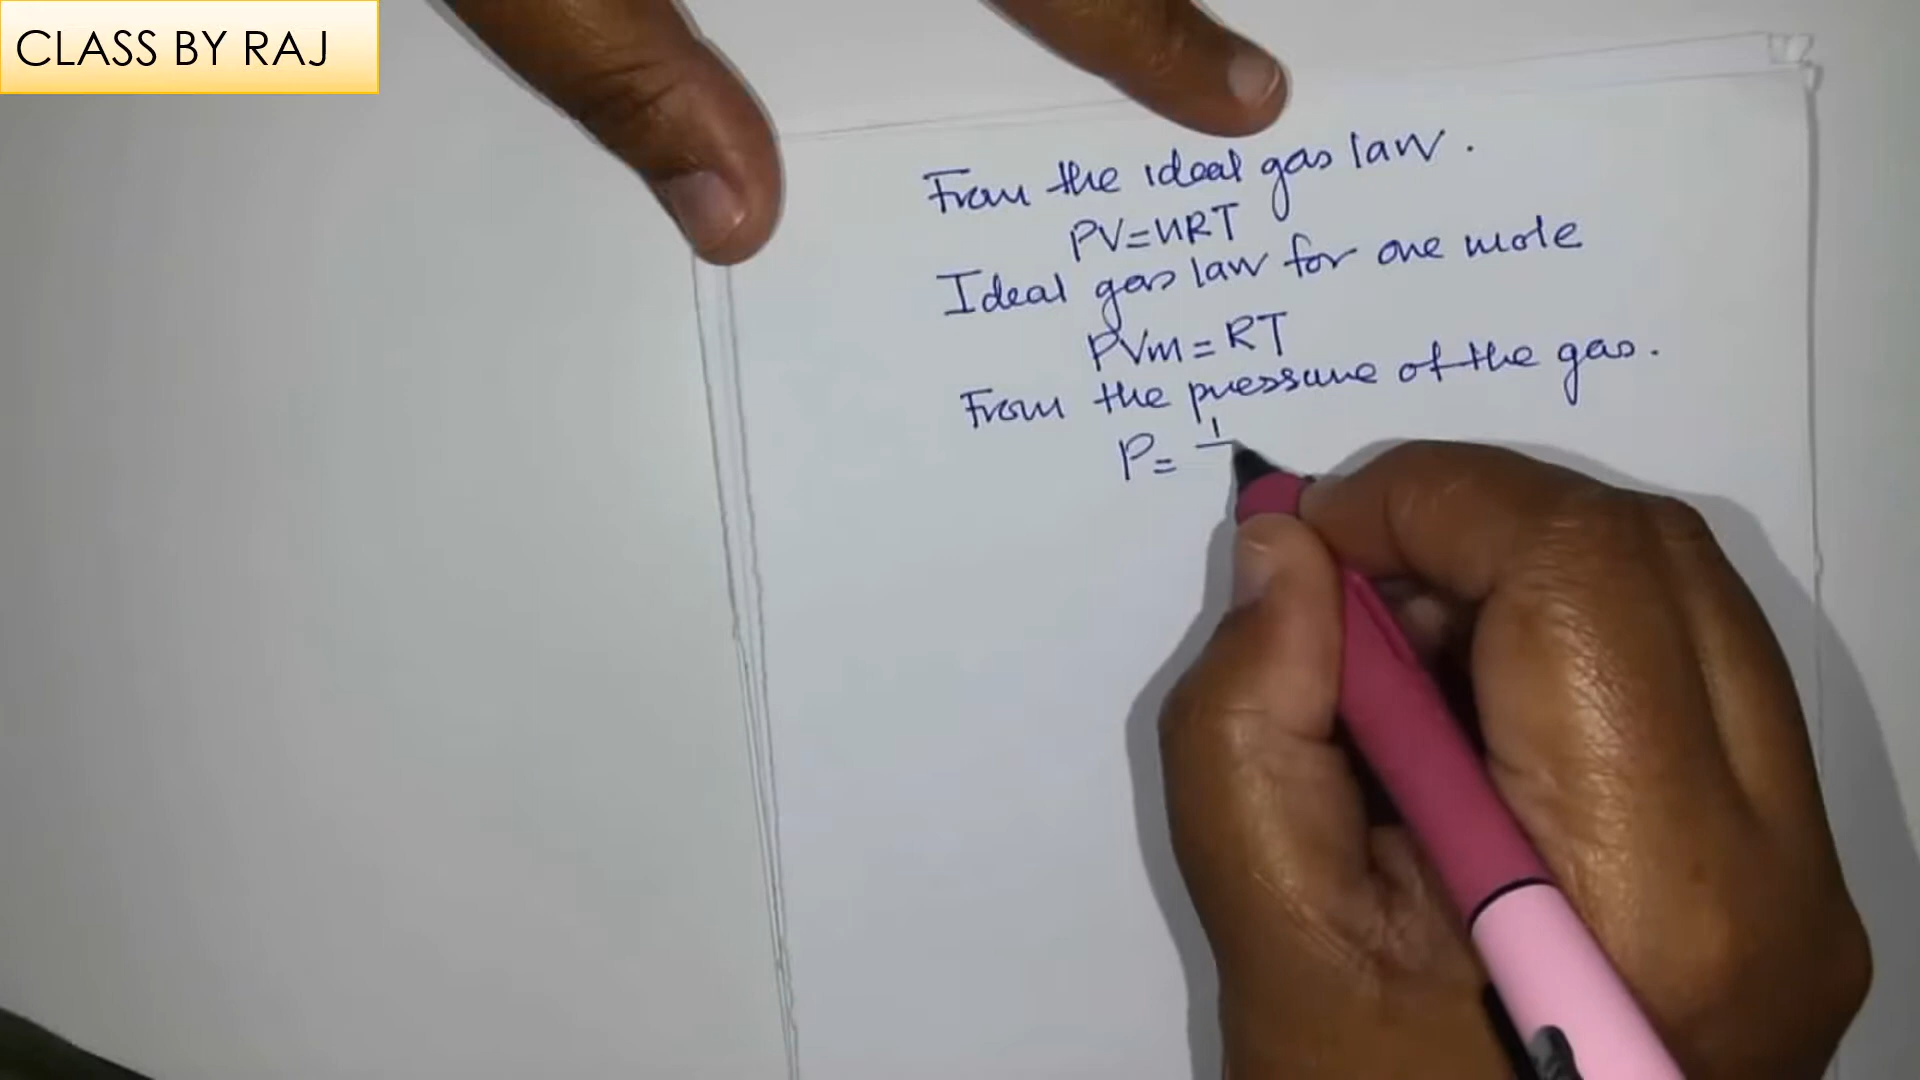 CLASS BY RAJ
From the ideal gas law.
PV=nRT
Ideal gas law for one mole
PVm=RT
From the pressure of the gas.
P= 1